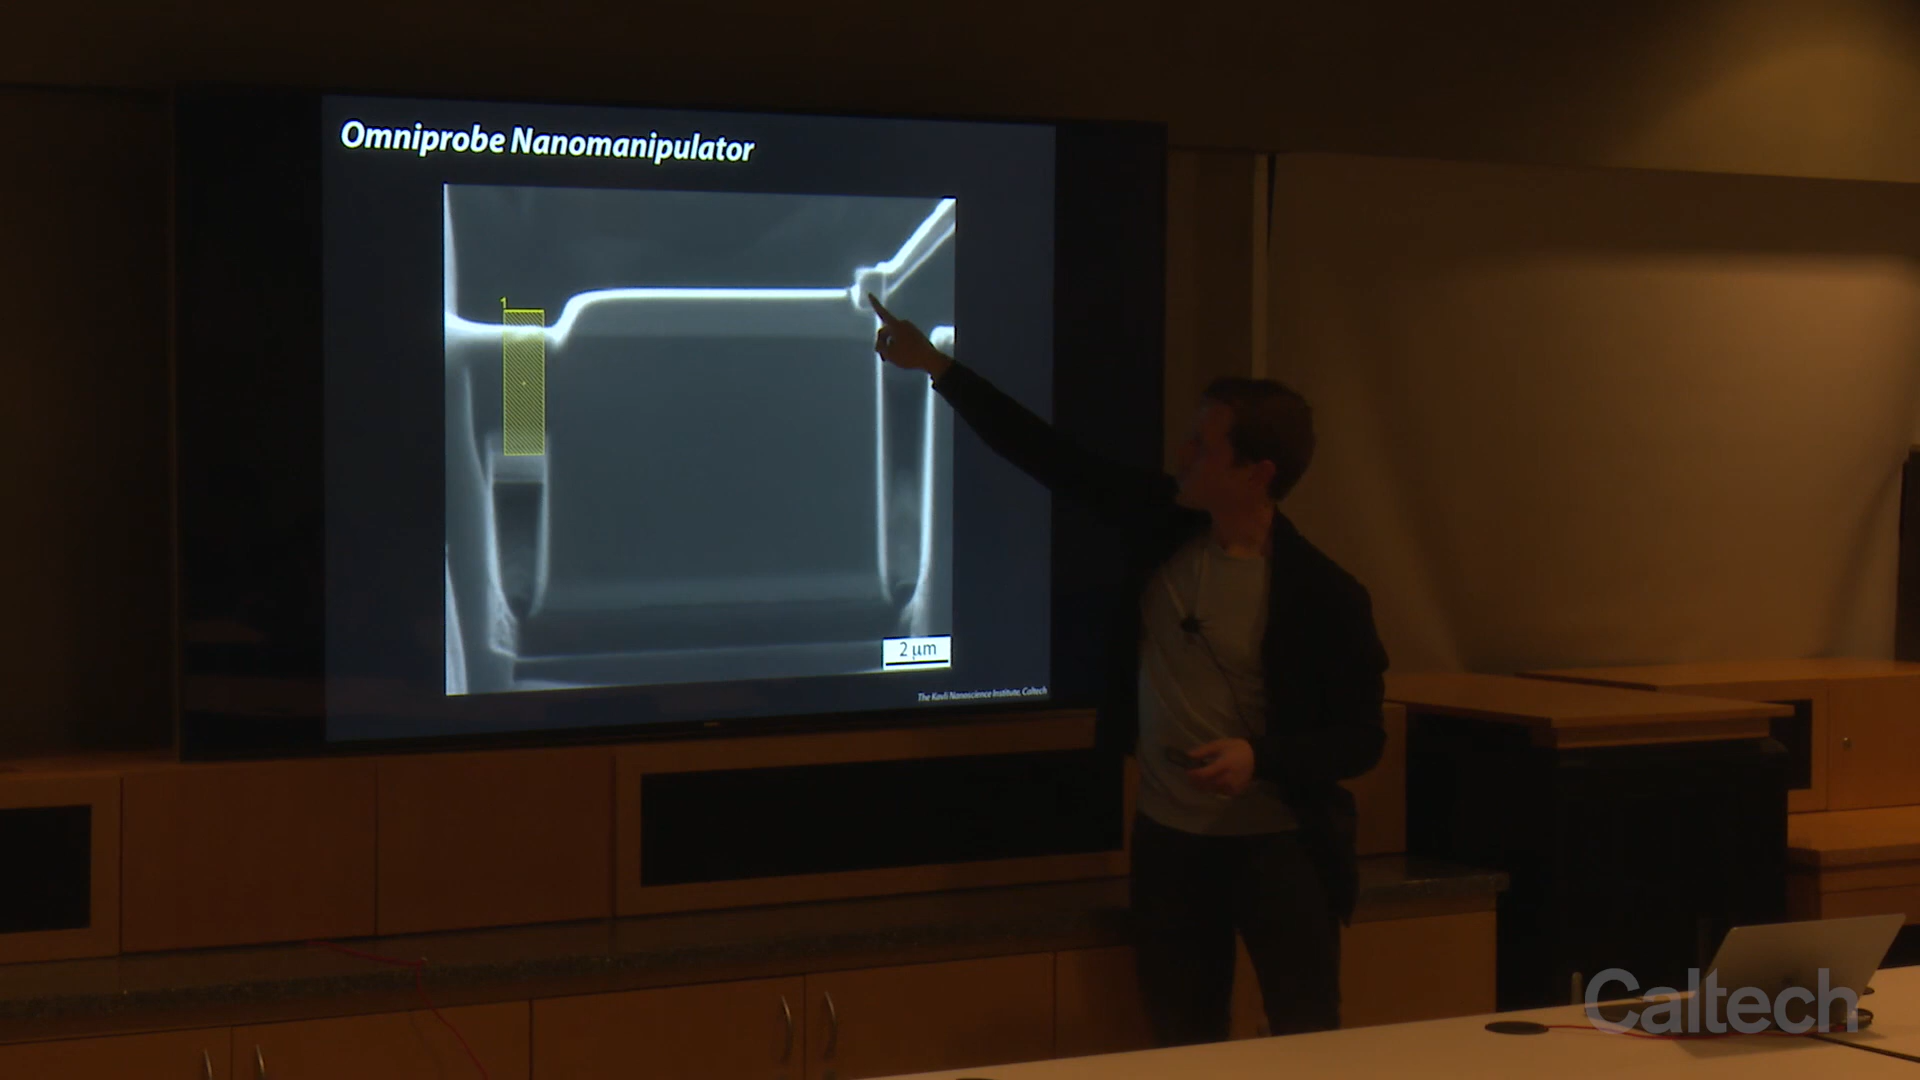 Omniprobe Nanomanipulator
1
2 µm
The Kavli Nanoscience Institute, Caltech
Caltech